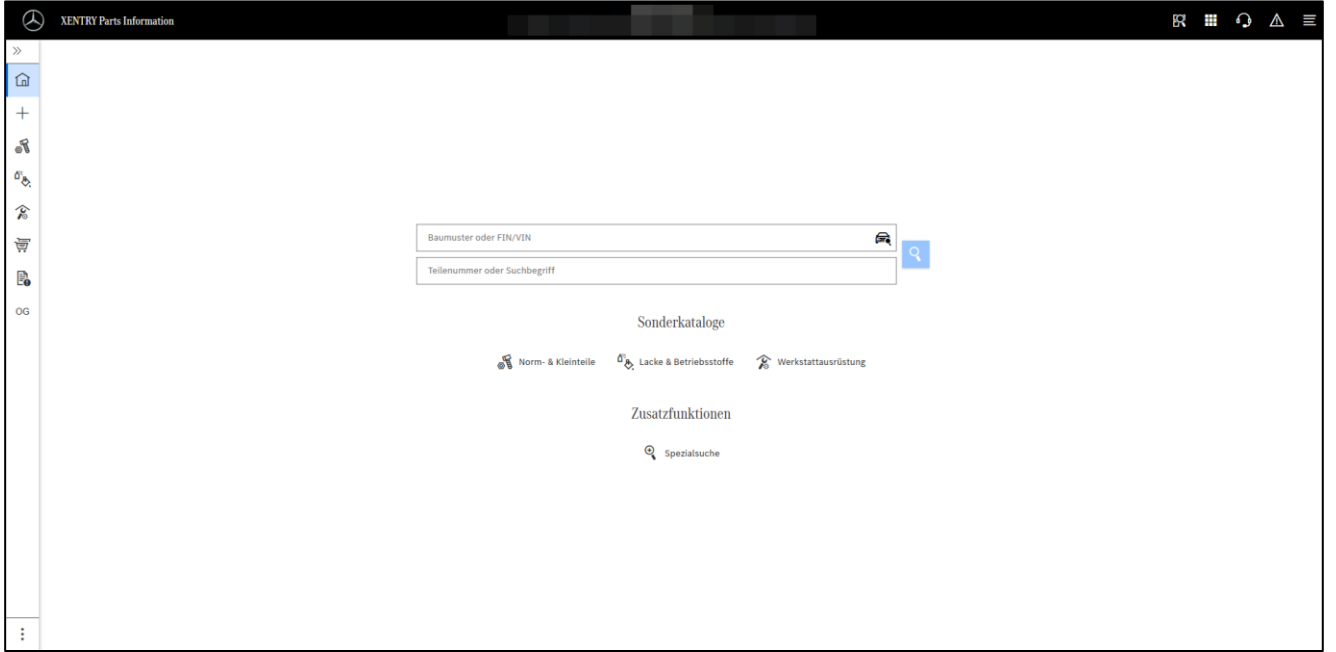 XENTRY Parts Information
OG
Baumuster oder FIN/VIN
Teilenummer oder Suchbegriff
Sonderkataloge
Norm- & Kleinteile
Lacke & Betriebsstoffe
Werkstattausrüstung
Zusatzfunktionen
Spezialsuche